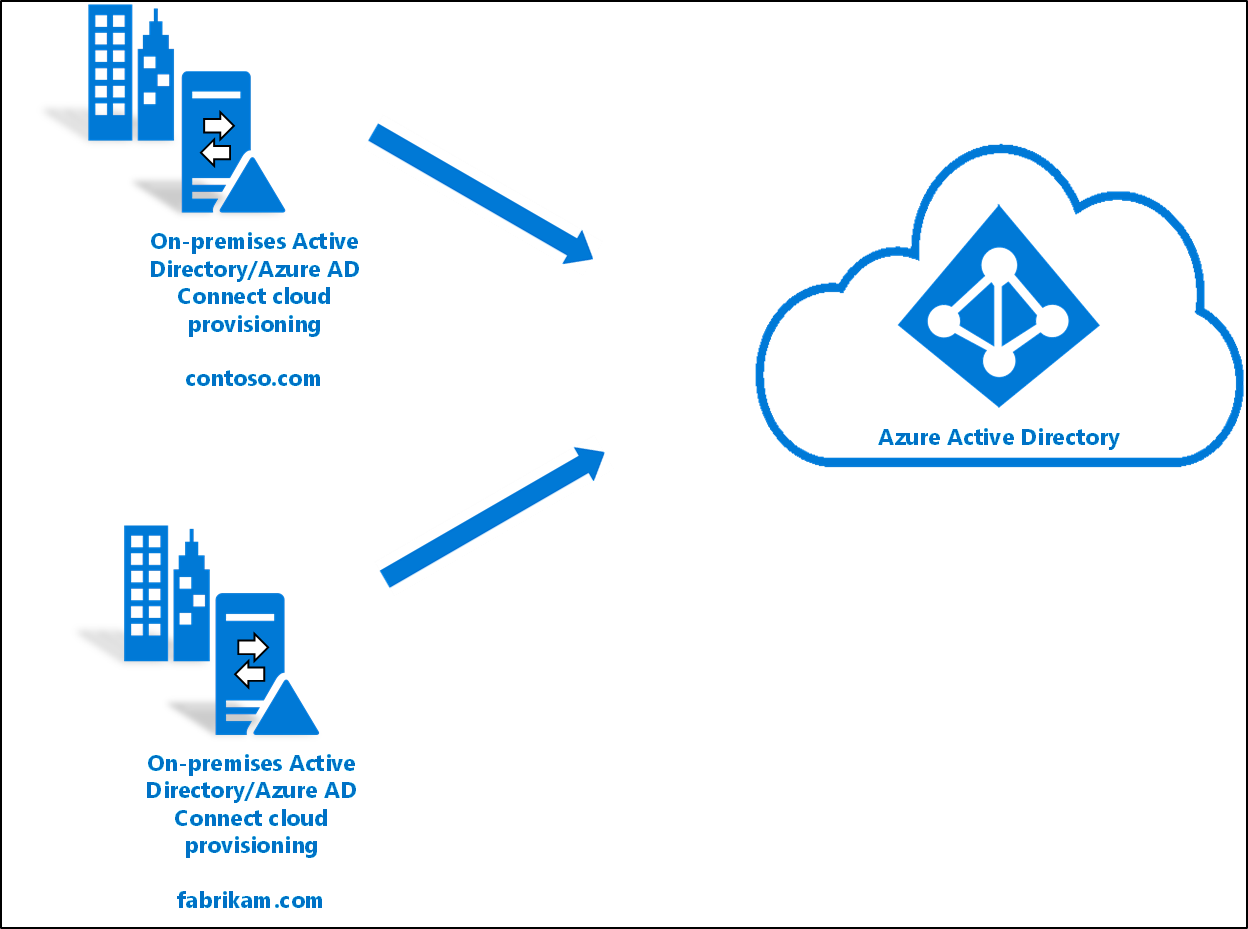 On-premises Active
Directory/Azure AD
Connect cloud
provisioning
contoso.com
Azure Active Directory
On-premises Active
Directory/Azure AD
Connect cloud
provisioning
fabrikam.com